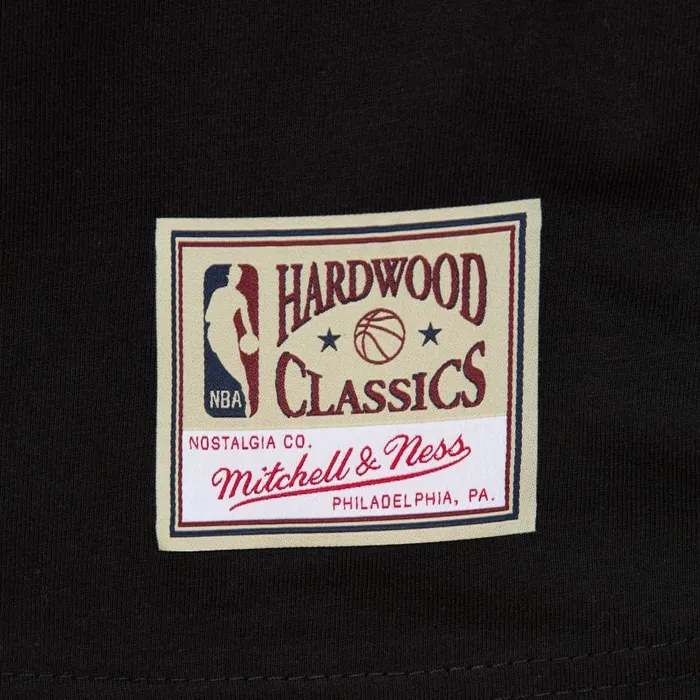 HARDWOOD
CLASSICS
NBA
NOSTALGIA CO.
Mitchell & Ness
PHILADELPHIA, PA.